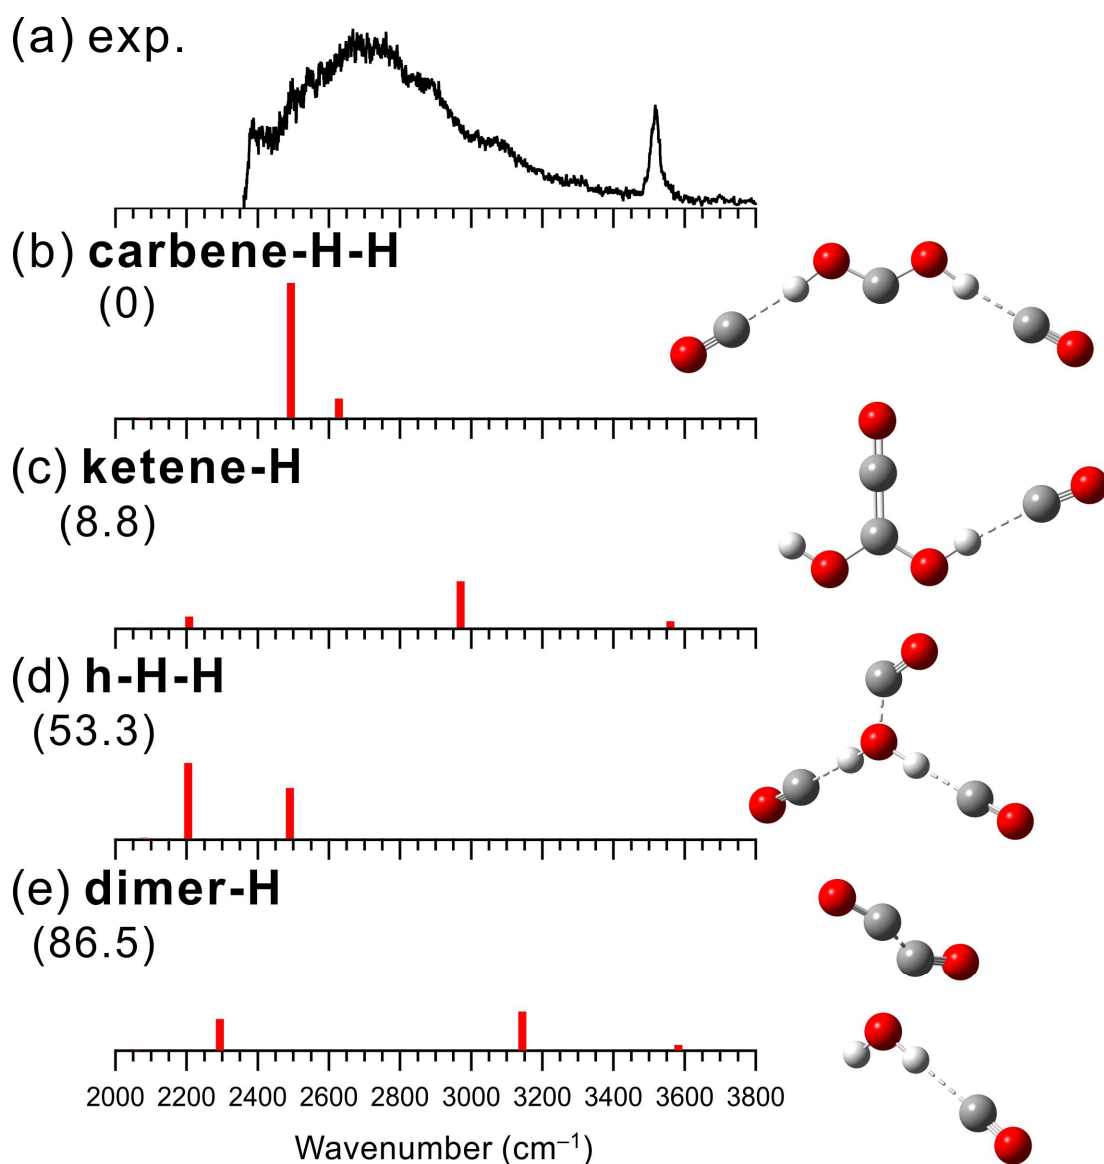 (a) exp.
(b) carbene-H-H
(0)
(c) ketene-H
(8.8)
(d) h-H-H
(53.3)
(e) dimer-H
(86.5)
2000 2200 2400 2600 2800 3000 3200 3400 3600 3800
Wavenumber (cm⁻¹)